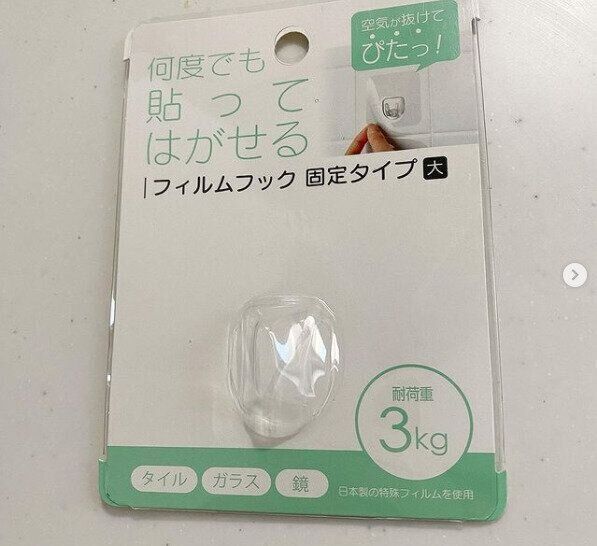 空気が抜けて
ぴたっ!
何度でも
貼って
はがせる
フィルムフック 固定タイプ 大
耐荷重
3kg
タイル ガラス 鏡
日本製の特殊フィルムを使用